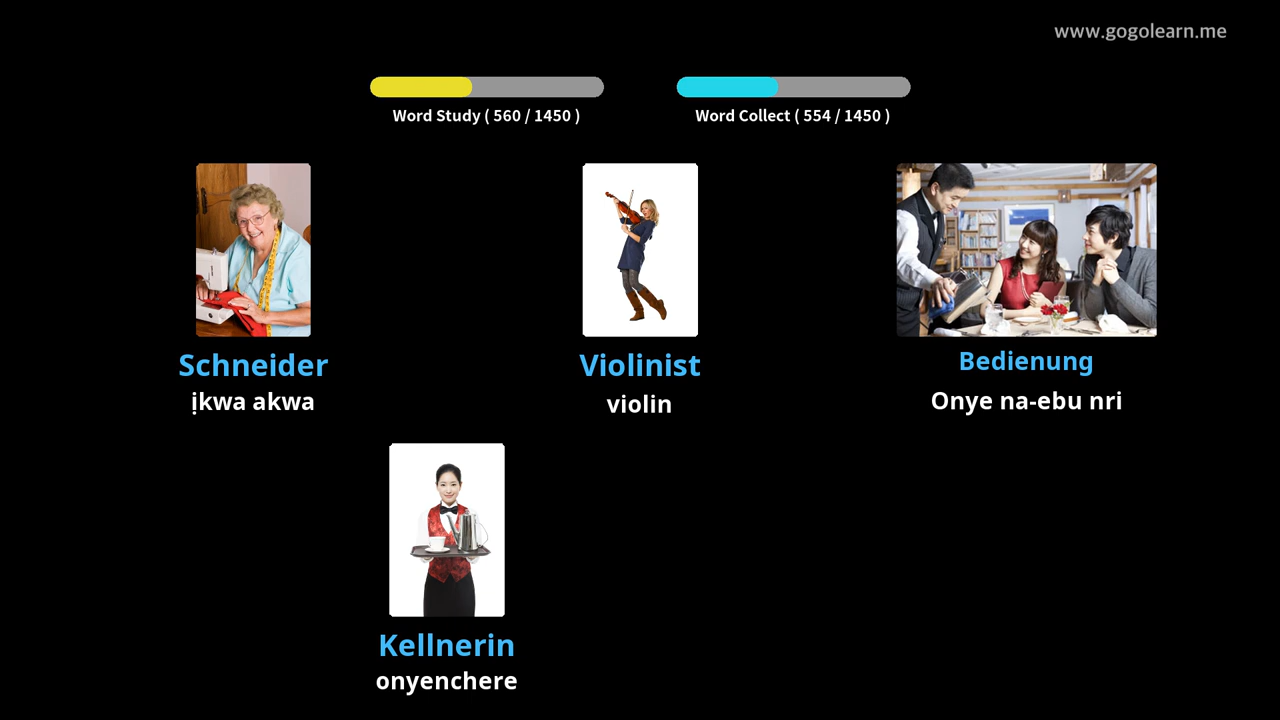 www.gogolearn.me
Word Study ( 560 / 1450 )
Word Collect ( 554 / 1450 )
Schneider
ịkwa akwa
Violinist
violin
Bedienung
Onye na-ebu nri
Kellnerin
onyenchere